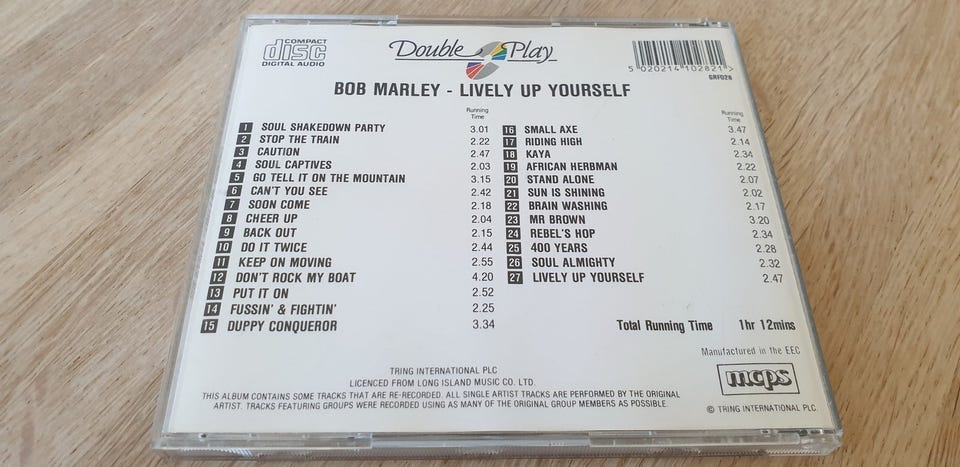 COMPACT
disc
DIGITAL AUDIO
Double Play
5 020214 102821 >
GRF028
BOB MARLEY - LIVELY UP YOURSELF
Running
Time
1 SOUL SHAKEDOWN PARTY 3.01
2 STOP THE TRAIN 2.22
3 CAUTION 2.47
4 SOUL CAPTIVES 2.03
5 GO TELL IT ON THE MOUNTAIN 3.15
6 CAN'T YOU SEE 2.42
7 SOON COME 2.18
8 CHEER UP 2.04
9 BACK OUT 2.15
10 DO IT TWICE 2.44
11 KEEP ON MOVING 2.55
12 DON'T ROCK MY BOAT 4.20
13 PUT IT ON 2.52
14 FUSSIN' & FIGHTIN' 2.25
15 DUPPY CONQUEROR 3.34
Running
Time
16 SMALL AXE 3.47
17 RIDING HIGH 2.14
18 KAYA 2.34
19 AFRICAN HERBMAN 2.22
20 STAND ALONE 2.07
21 SUN IS SHINING 2.02
22 BRAIN WASHING 2.17
23 MR BROWN 3.20
24 REBEL'S HOP 2.34
25 400 YEARS 2.28
26 SOUL ALMIGHTY 2.32
27 LIVELY UP YOURSELF 2.47
Total Running Time 1hr 12mins
Manufactured in the EEC
mcps
TRING INTERNATIONAL PLC
LICENCED FROM LONG ISLAND MUSIC CO. LTD.
THIS ALBUM CONTAINS SOME TRACKS THAT ARE RE-RECORDED. ALL SINGLE ARTIST TRACKS ARE PERFORMED BY THE ORIGINAL
ARTIST. TRACKS FEATURING GROUPS WERE RECORDED USING AS MANY OF THE ORIGINAL GROUP MEMBERS AS POSSIBLE.
© TRING INTERNATIONAL PLC.